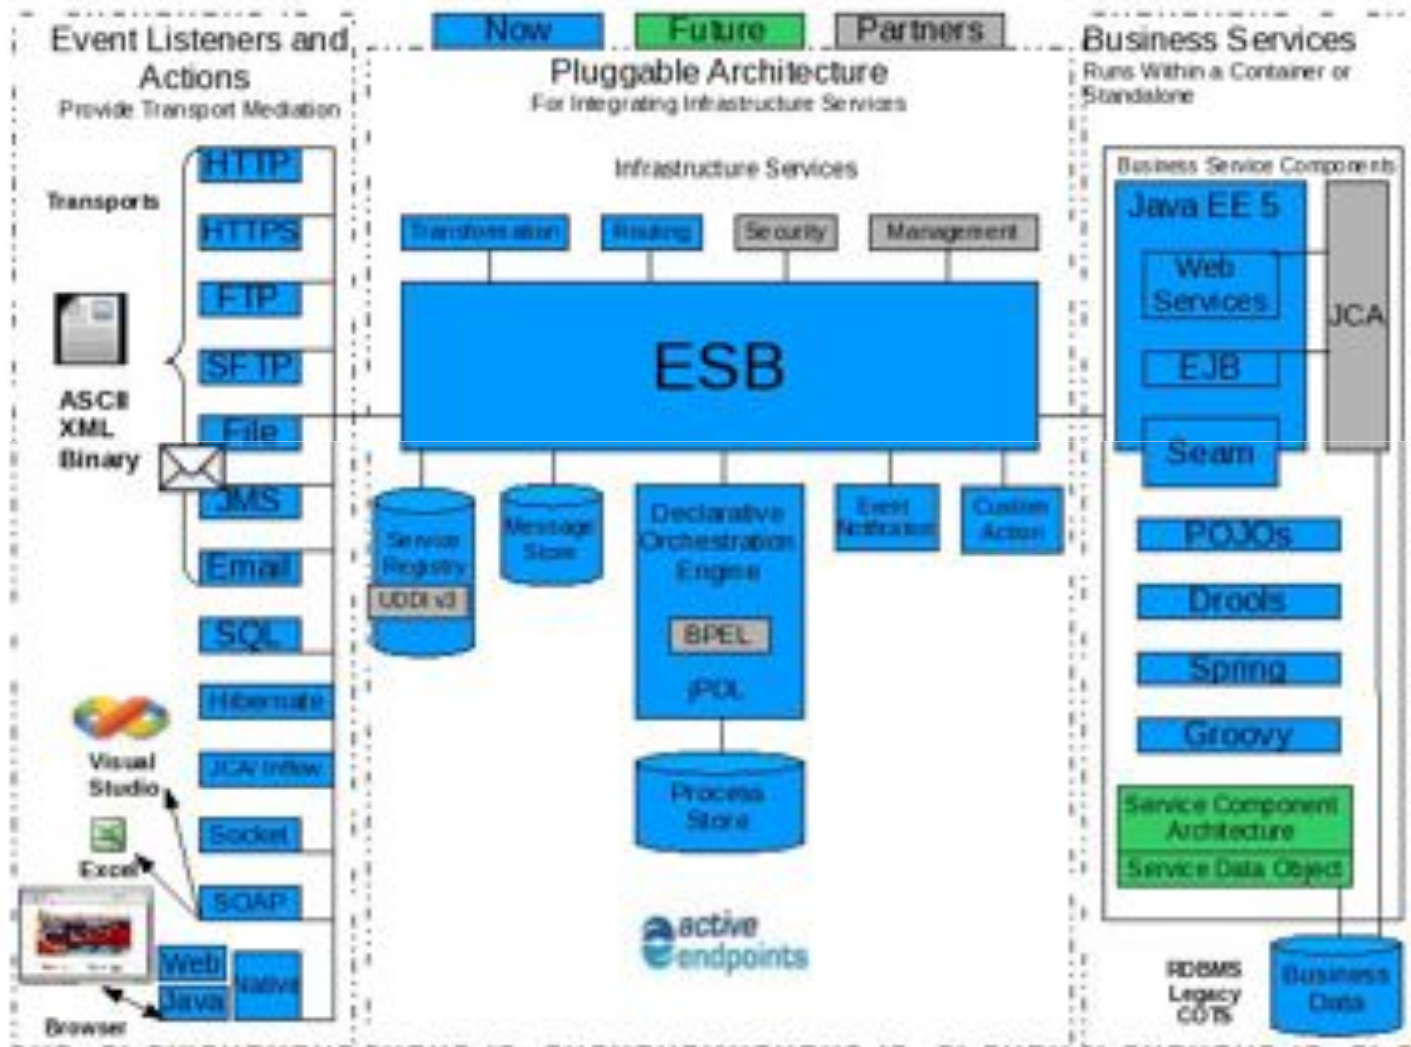 Now
Future
Partners
Event Listeners and
Actions
Provide Transport Mediation
Transports
HTTP
HTTPS
FTP
SFTP
File
JMS
Email
SQL
Hibernate
JCA/ Inflow
Socket
SOAP
Web
Java
Native
ASCII
XML
Binary
Visual
Studio
Excel
Browser
Pluggable Architecture
For Integrating Infrastructure Services
Infrastructure Services
Transformation
Routing
Security
Management
ESB
Service
Registry
UDDI v3
Message
Store
Declarative
Orchestration
Engine
BPEL
jPDL
Process
Store
Event
Notification
Custom
Action
active
endpoints
Business Services
Runs Within a Container or
Standalone
Business Service Components
Java EE 5
Web
Services
EJB
Seam
JCA
POJOs
Drools
Spring
Groovy
Service Component
Architecture
Service Data Object
RDBMS
Legacy
COTS
Business
Data